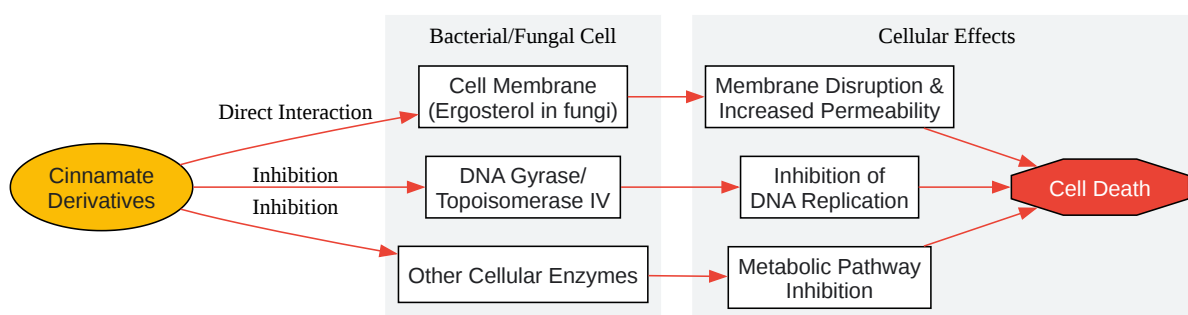 Bacterial/Fungal Cell
Cellular Effects
Cell Membrane
(Ergosterol in fungi)
Membrane Disruption &
Increased Permeability
Direct Interaction
Cinnamate
Derivatives
Inhibition
DNA Gyrase/
Topoisomerase IV
Inhibition of
DNA Replication
Cell Death
Inhibition
Other Cellular Enzymes
Metabolic Pathway
Inhibition